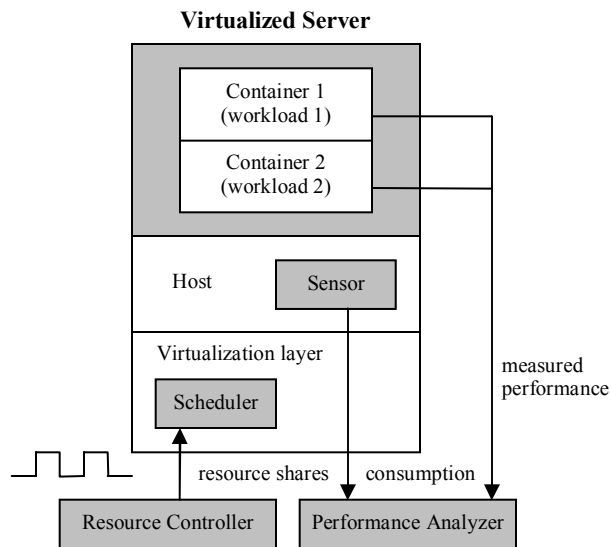 Virtualized Server
Container 1
(workload 1)
Container 2
(workload 2)
Host
Sensor
Virtualization layer
Scheduler
measured
performance
resource shares
consumption
Resource Controller
Performance Analyzer